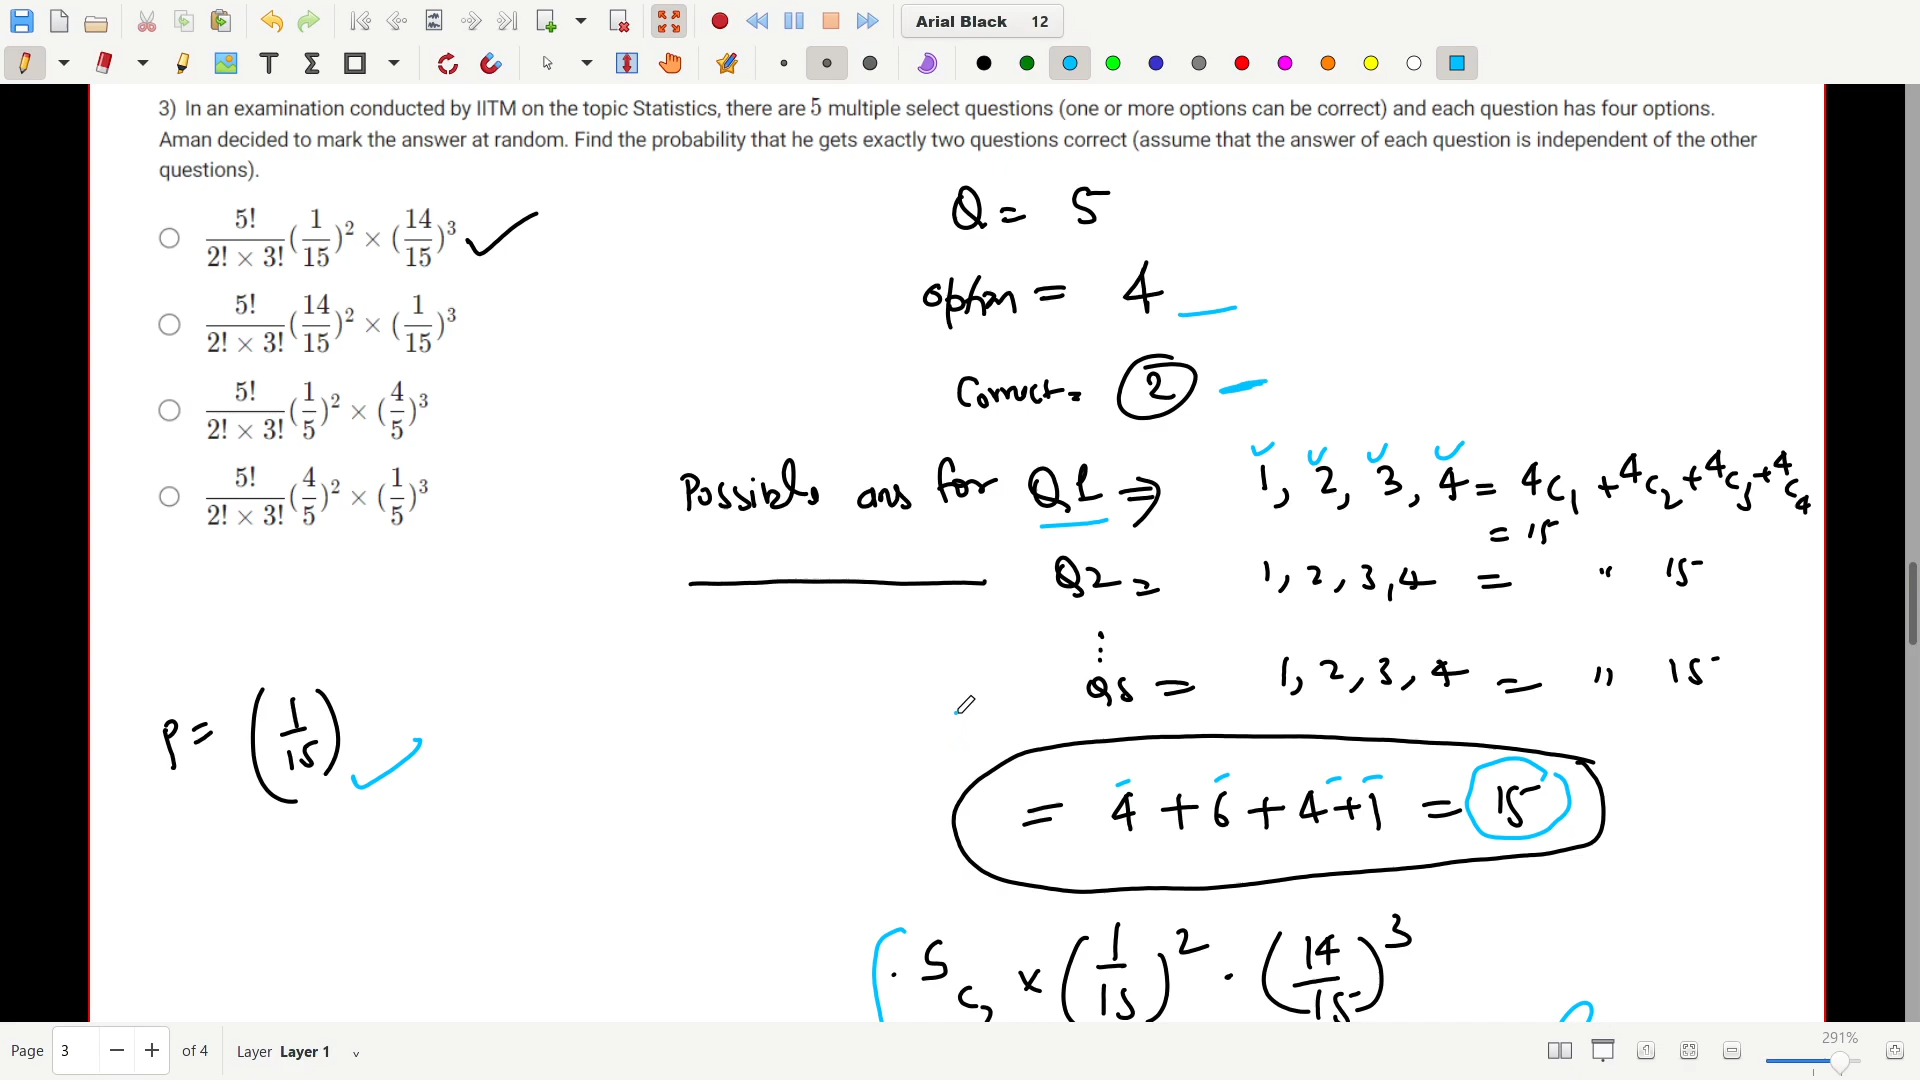 Arial Black 12
3) In an examination conducted by IITM on the topic Statistics, there are 5 multiple select questions (one or more options can be correct) and each question has four options.
Aman decided to mark the answer at random. Find the probability that he gets exactly two questions correct (assume that the answer of each question is independent of the other
questions).
5!/(2! × 3!) (1/15)² × (14/15)³
5!/(2! × 3!) (14/15)² × (1/15)³
5!/(2! × 3!) (1/5)² × (4/5)³
5!/(2! × 3!) (4/5)² × (1/5)³
Q = 5
option = 4
Correct = 2
Possible ans for Q1 ⇒ 1, 2, 3, 4 = 4c₁ + 4c₂ + 4c₃ + 4c₄
= 15
Q2 = 1, 2, 3, 4 = " 15
⋮
Q5 = 1, 2, 3, 4 = " 15
P = (1/15)
= 4 + 6 + 4 + 1 = 15
5c₂ × (1/15)² · (14/15)³
Page 3 of 4 Layer Layer 1 291%